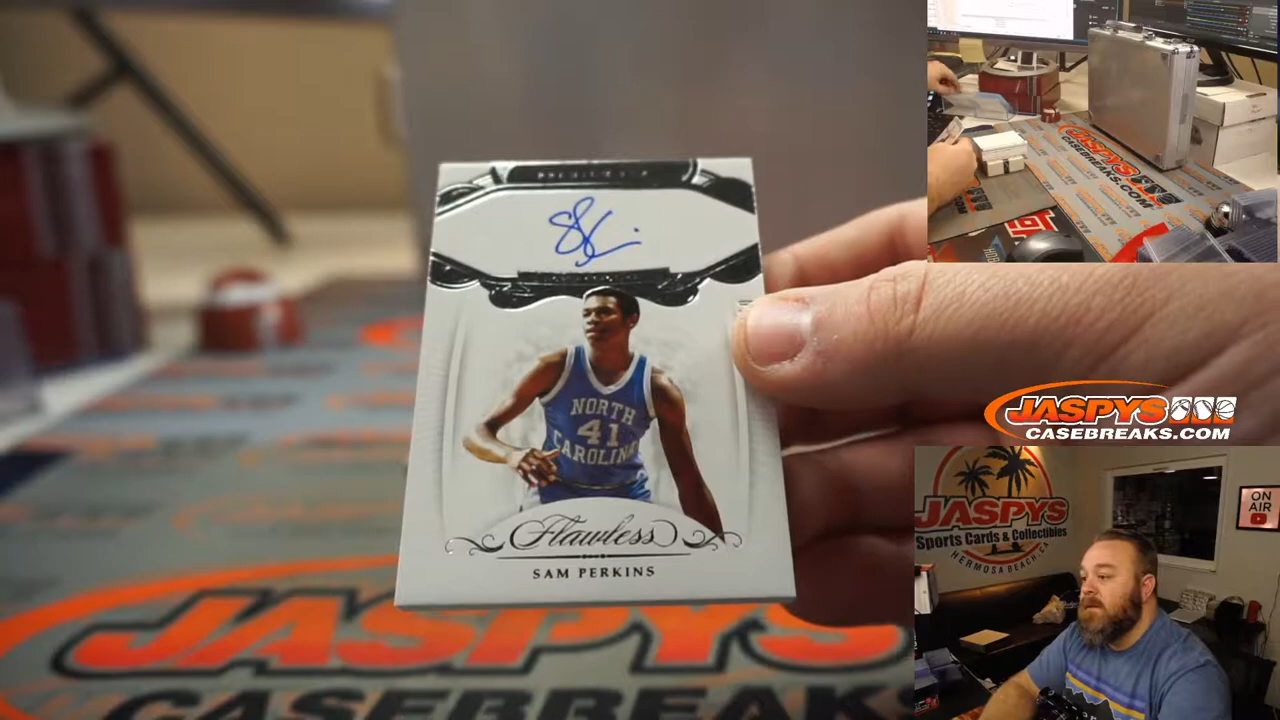 NORTH
41
CAROLINA
Flawless
SAM PERKINS
JASPYS
CASEBREAKS
CASEBREAKS.COM
JASPYS
CASEBREAKS.COM
JASPYS
Sports Cards & Collectibles
HERMOSA BEACH, CA
ON
AIR